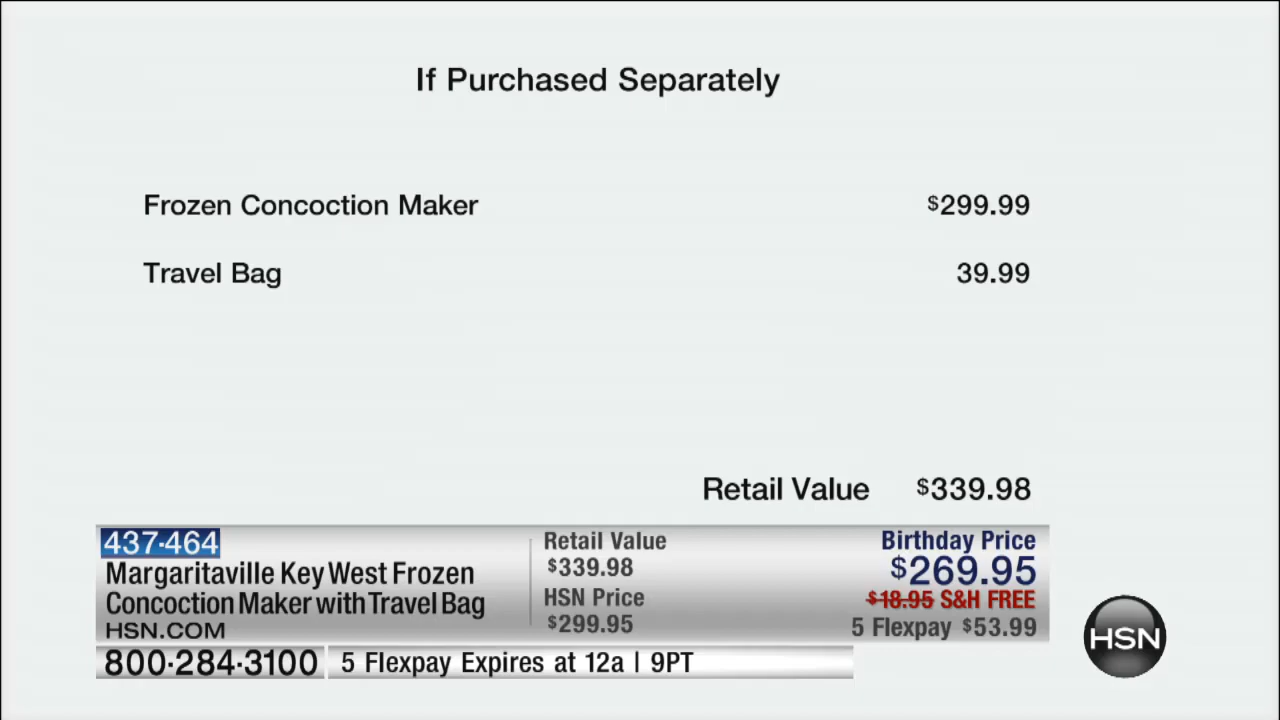 If Purchased Separately
Frozen Concoction Maker $299.99
Travel Bag 39.99
Retail Value $339.98
437·464
Margaritaville Key West Frozen
Concoction Maker with Travel Bag
HSN.COM
Retail Value
$339.98
HSN Price
$299.95
Birthday Price
$269.95
$18.95 S&H FREE
5 Flexpay $53.99
HSN
800·284·3100 5 Flexpay Expires at 12a | 9PT